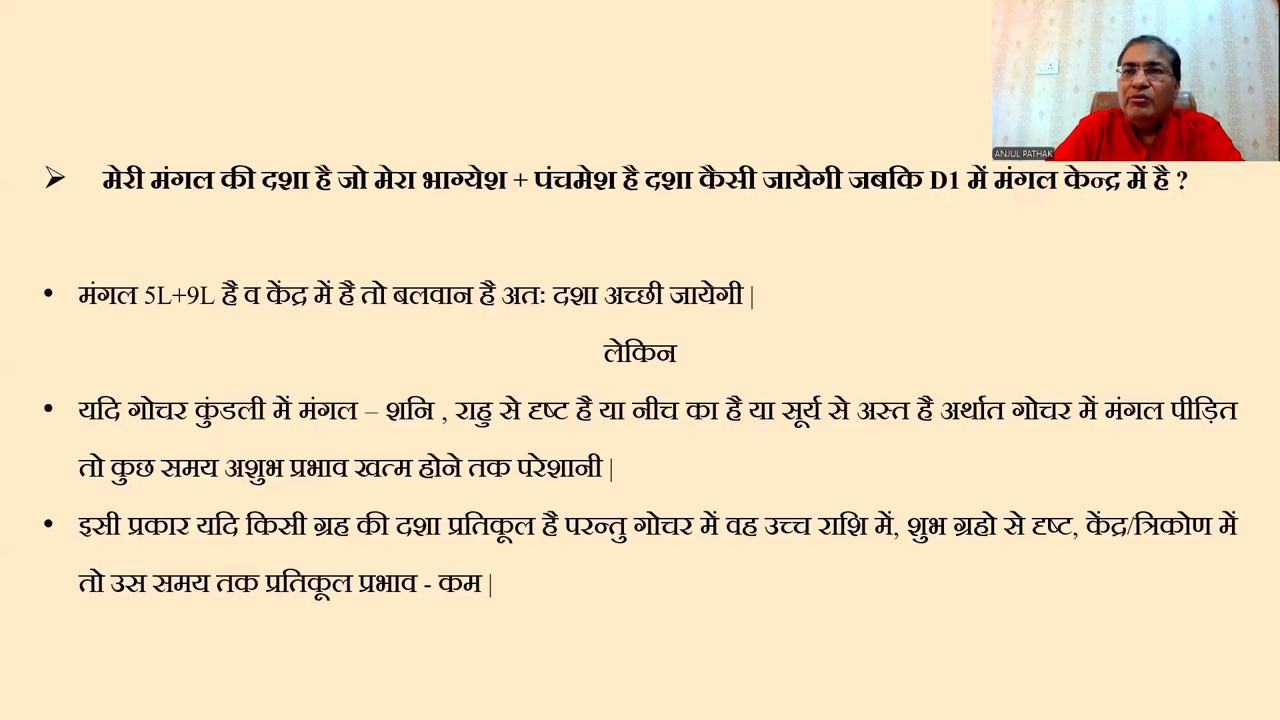 ANJUL PATHAK
➢ मेरी मंगल की दशा है जो मेरा भाग्येश + पंचमेश है दशा कैसी जायेगी जबकि D1 में मंगल केन्द्र में है ?
• मंगल 5L+9L है व केंद्र में है तो बलवान है अतः दशा अच्छी जायेगी |
लेकिन
• यदि गोचर कुंडली में मंगल – शनि , राहु से दृष्ट है या नीच का है या सूर्य से अस्त है अर्थात गोचर में मंगल पीड़ित
तो कुछ समय अशुभ प्रभाव खत्म होने तक परेशानी |
• इसी प्रकार यदि किसी ग्रह की दशा प्रतिकूल है परन्तु गोचर में वह उच्च राशि में, शुभ ग्रहो से दृष्ट, केंद्र/त्रिकोण में
तो उस समय तक प्रतिकूल प्रभाव - कम |